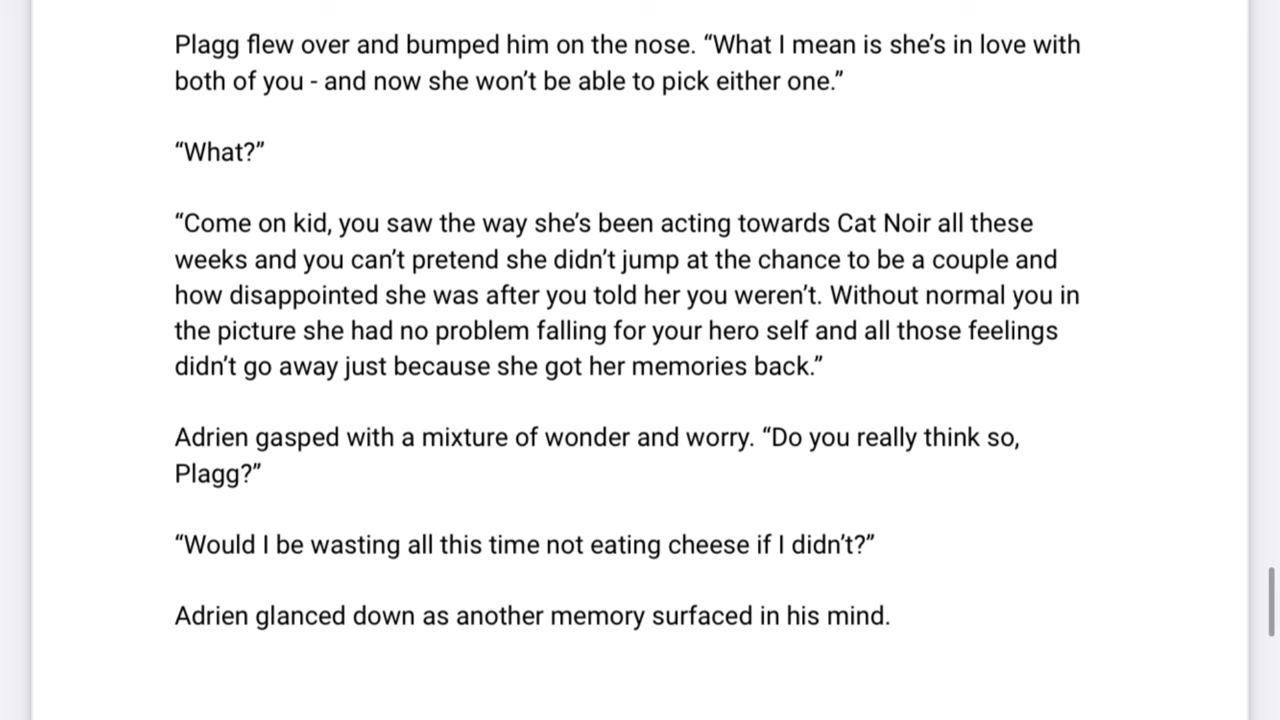 Plagg flew over and bumped him on the nose. “What I mean is she’s in love with
both of you - and now she won’t be able to pick either one.”
“What?”
“Come on kid, you saw the way she’s been acting towards Cat Noir all these
weeks and you can’t pretend she didn’t jump at the chance to be a couple and
how disappointed she was after you told her you weren’t. Without normal you in
the picture she had no problem falling for your hero self and all those feelings
didn’t go away just because she got her memories back.”
Adrien gasped with a mixture of wonder and worry. “Do you really think so,
Plagg?”
“Would I be wasting all this time not eating cheese if I didn’t?”
Adrien glanced down as another memory surfaced in his mind.